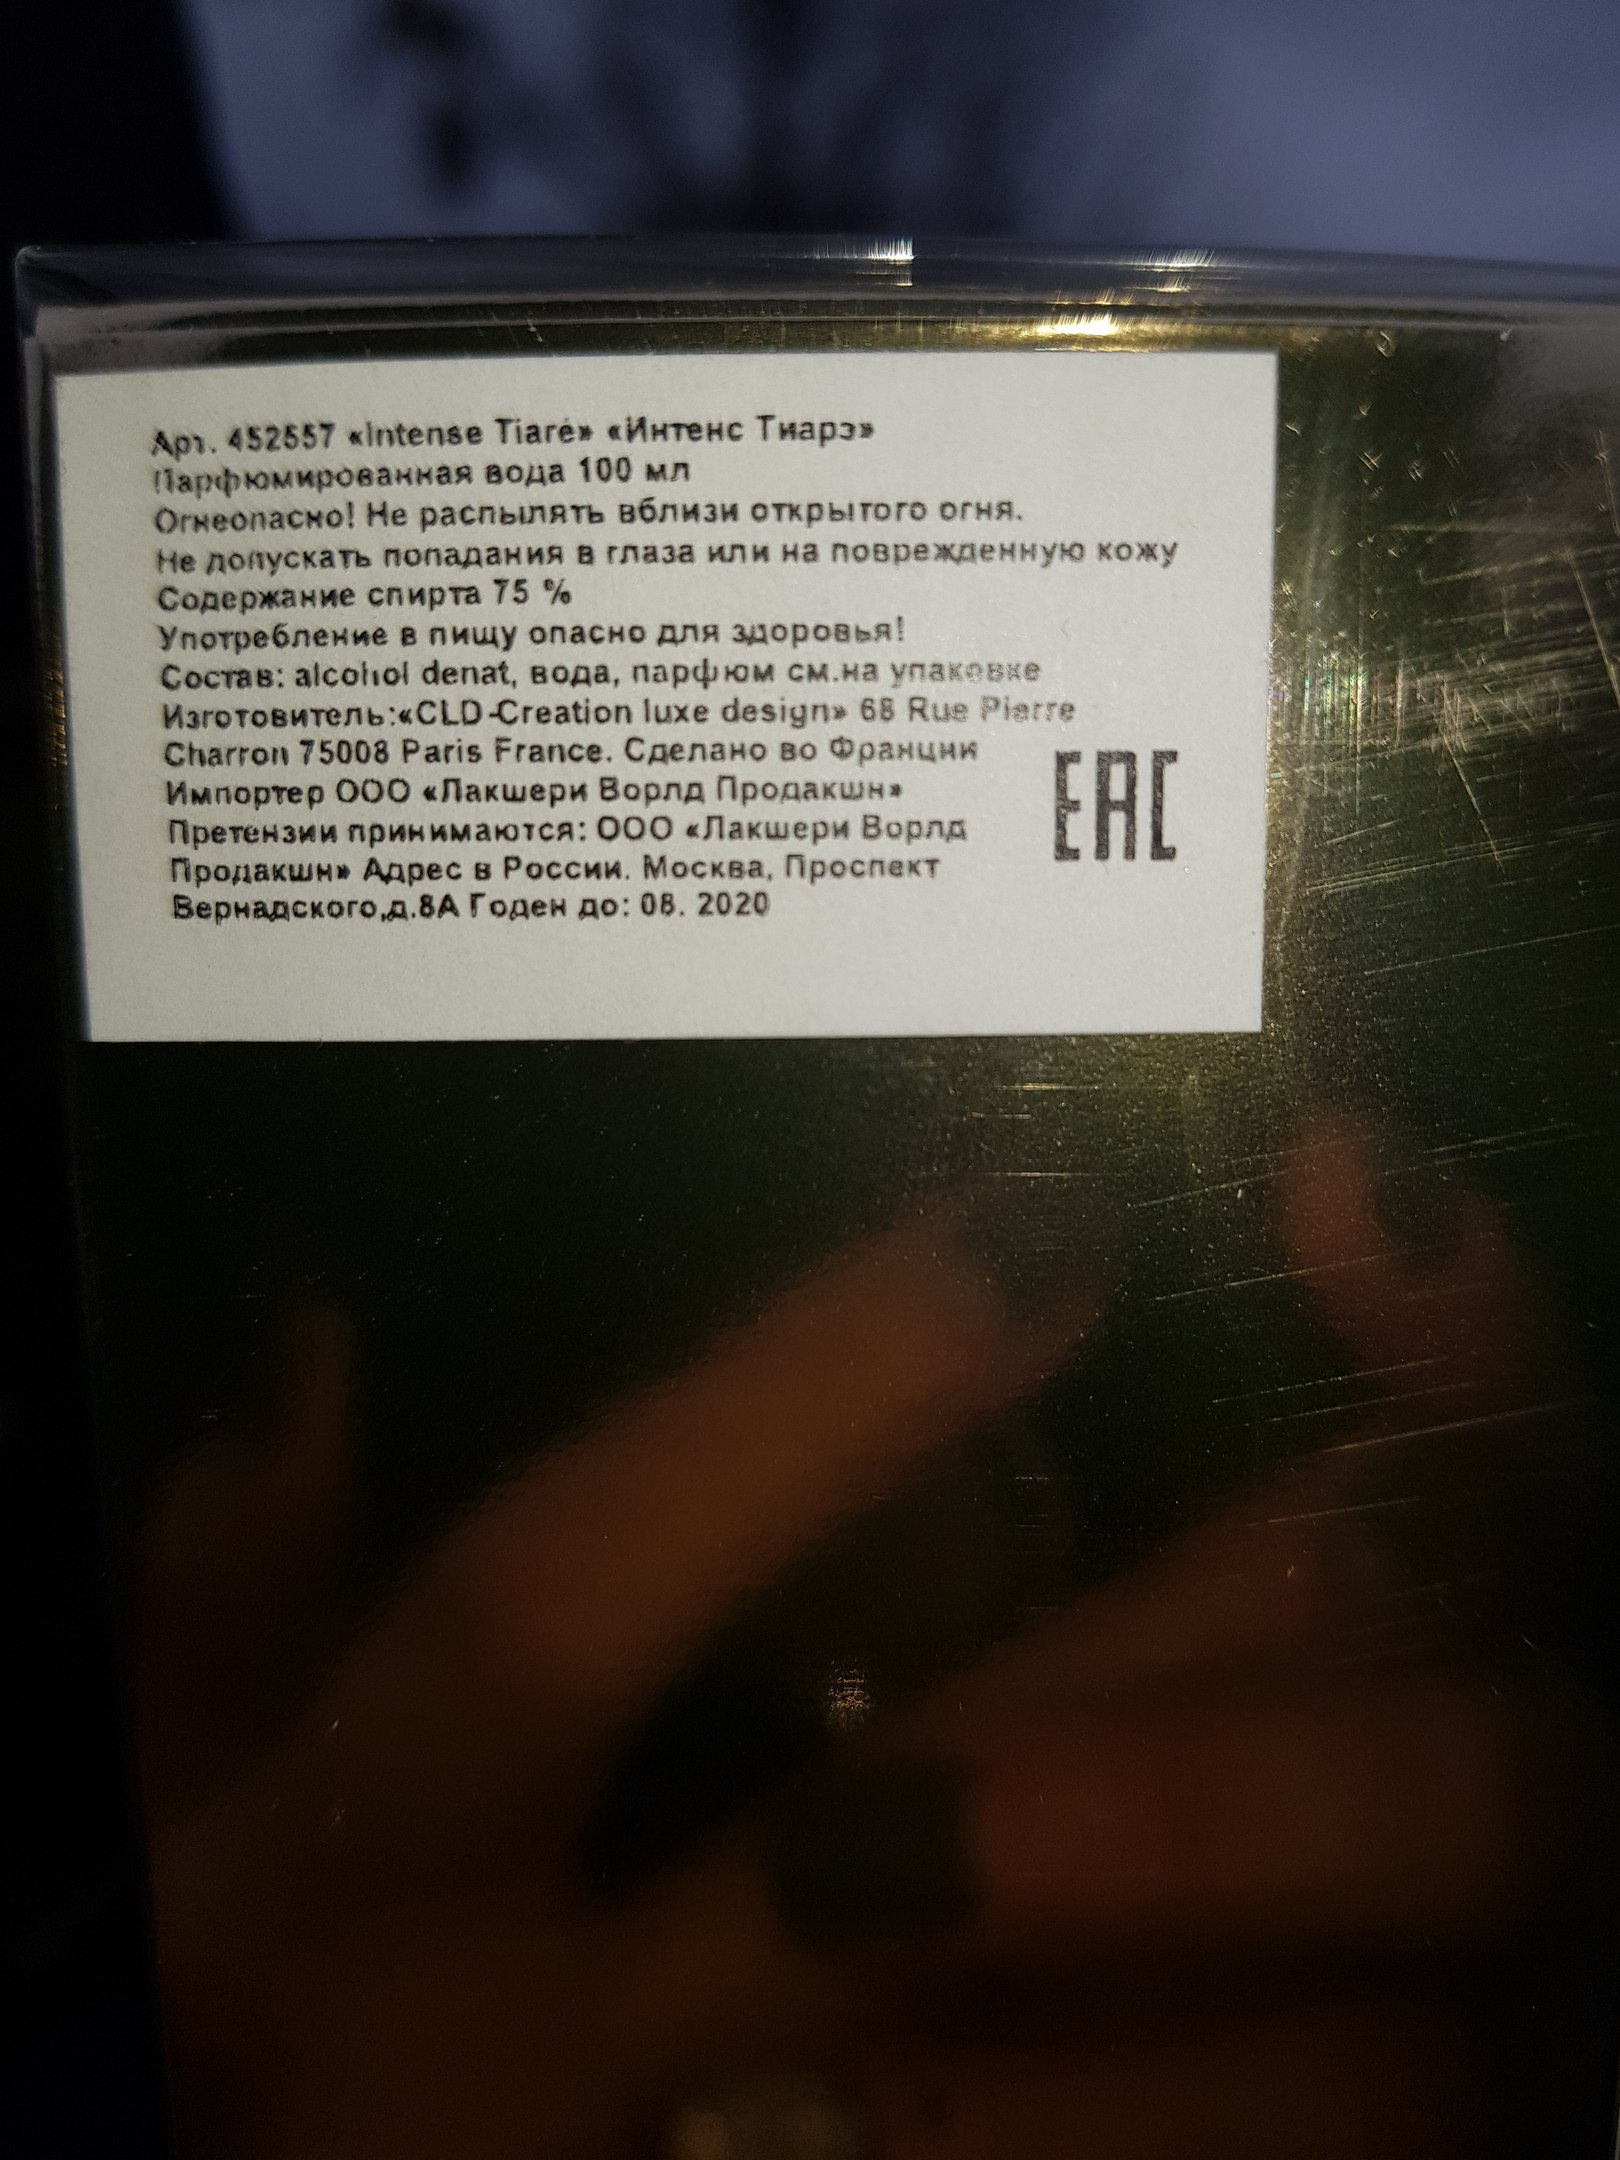 Арт. 452557 «Intense Tiare» «Интенс Тиарэ»
Парфюмированная вода 100 мл
Огнеопасно! Не распылять вблизи открытого огня.
Не допускать попадания в глаза или на поврежденную кожу
Содержание спирта 75 %
Употребление в пищу опасно для здоровья!
Состав: alcohol denat, вода, парфюм см.на упаковке
Изготовитель:«CLD-Creation luxe design» 68 Rue Pierre
Charron 75008 Paris France. Сделано во Франции
Импортер ООО «Лакшери Ворлд Продакшн»
Претензии принимаются: ООО «Лакшери Ворлд
Продакшн» Адрес в России. Москва, Проспект
Вернадского,д.8А Годен до: 08. 2020
EAC